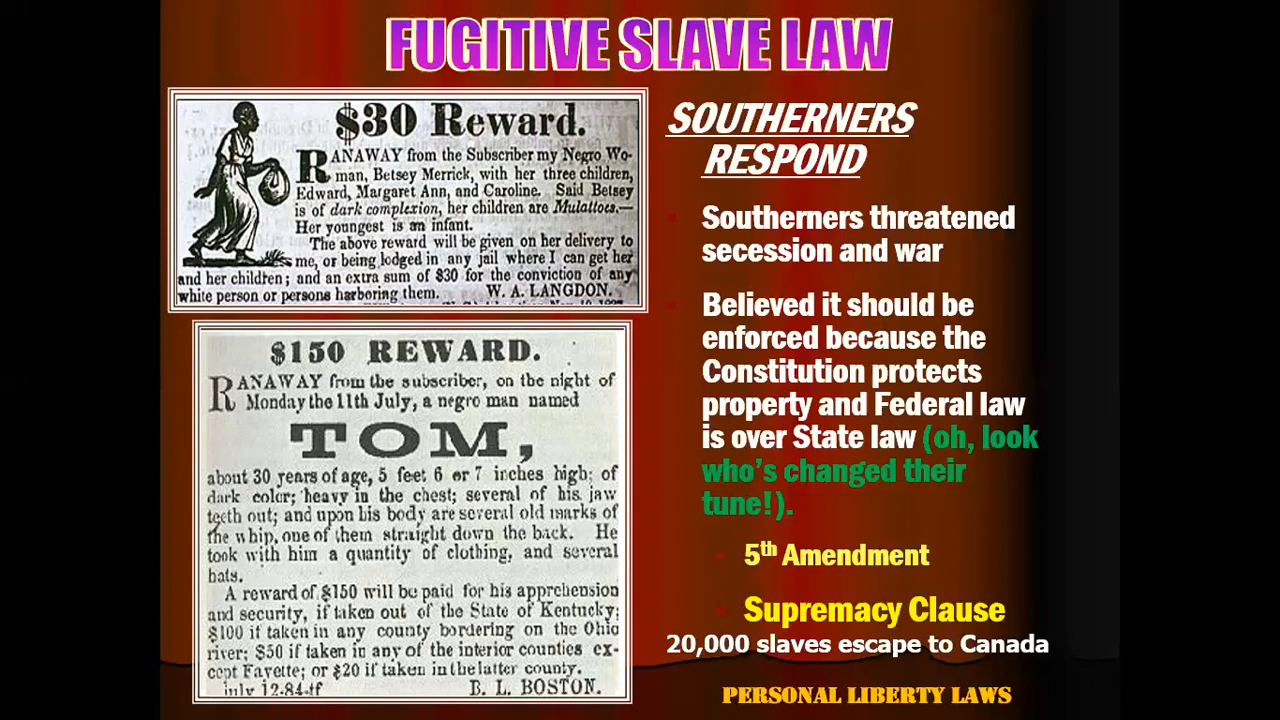 FUGITIVE SLAVE LAW
$30 Reward.
RANAWAY from the Subscriber my Negro Wo-
man, Betsey Merrick, with her three children,
Edward, Margaret Ann, and Caroline. Said Betsey
is of dark complexion, her children are Mulattoes.—
Her youngest is an infant.
The above reward will be given on her delivery to
me, or being lodged in any jail where I can get her
and her children; and an extra sum of $30 for the conviction of any
white person or persons harboring them. W. A. LANGDON.
$150 REWARD.
RANAWAY from the subscriber, on the night of
Monday the 11th July, a negro man named
TOM,
about 30 years of age, 5 feet 6 or 7 inches high; of
dark color; heavy in the chest; several of his jaw
teeth out; and upon his body are several old marks of
the whip, one of them straight down the back. He
took with him a quantity of clothing, and several
hats.
A reward of $150 will be paid for his apprehension
and security, if taken out of the State of Kentucky;
$100 if taken in any county bordering on the Ohio
river; $50 if taken in any of the interior counties ex-
cept Fayette; or $20 if taken in the latter county.
july 12-84-tf B. L. BOSTON.
SOUTHERNERS
RESPOND
Southerners threatened
secession and war
Believed it should be
enforced because the
Constitution protects
property and Federal law
is over State law (oh, look
who's changed their
tune!).
5th Amendment
Supremacy Clause
20,000 slaves escape to Canada
PERSONAL LIBERTY LAWS